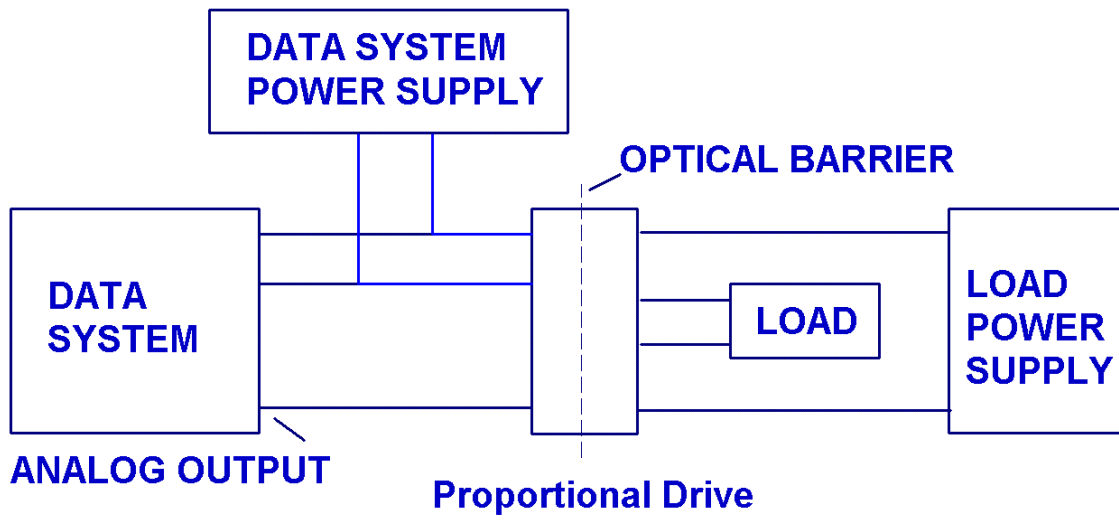 DATA SYSTEM
POWER SUPPLY
OPTICAL BARRIER
DATA
SYSTEM
LOAD
LOAD
POWER
SUPPLY
ANALOG OUTPUT
Proportional Drive